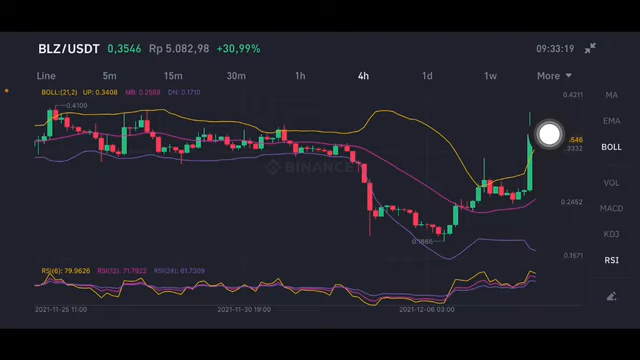 BLZ/USDT 0,3546 Rp 5.082,98 +30,99% 09:33:19
Line 5m 15m 30m 1h 4h 1d 1w More
BOLL:(21,2) UP: 0.3408 MB: 0.2559 DN: 0.1710
0.4211
MA
0.4100
EMA
BOLL
0.3332
BINANCE
VOL
0.2452
MACD
KDJ
0.1866
0.1571
RSI
RSI(6): 79.9626 RSI(12): 71.7922 RSI(24): 61.7309
2021-11-25 11:00 2021-11-30 19:00 2021-12-06 03:00